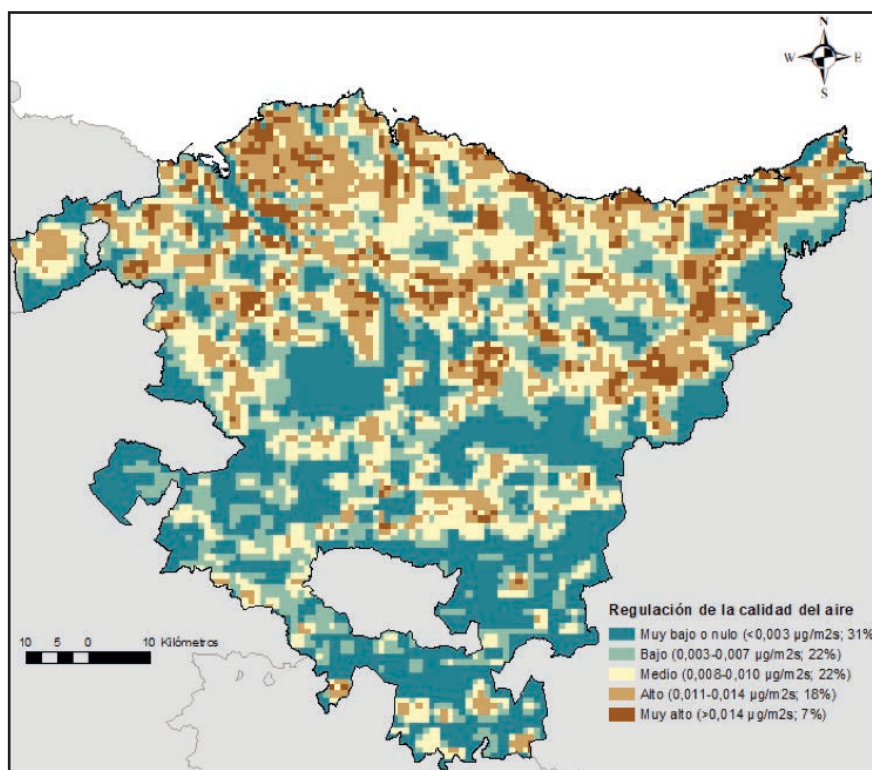 N
W E
S
Regulación de la calidad del aire
Muy bajo o nulo (<0,003 µg/m2s; 31%
Bajo (0,003-0,007 µg/m2s; 22%)
Medio (0,008-0,010 µg/m2s; 22%)
Alto (0,011-0,014 µg/m2s; 18%)
Muy alto (>0,014 µg/m2s; 7%)
10 5 0 10 Kilómetros